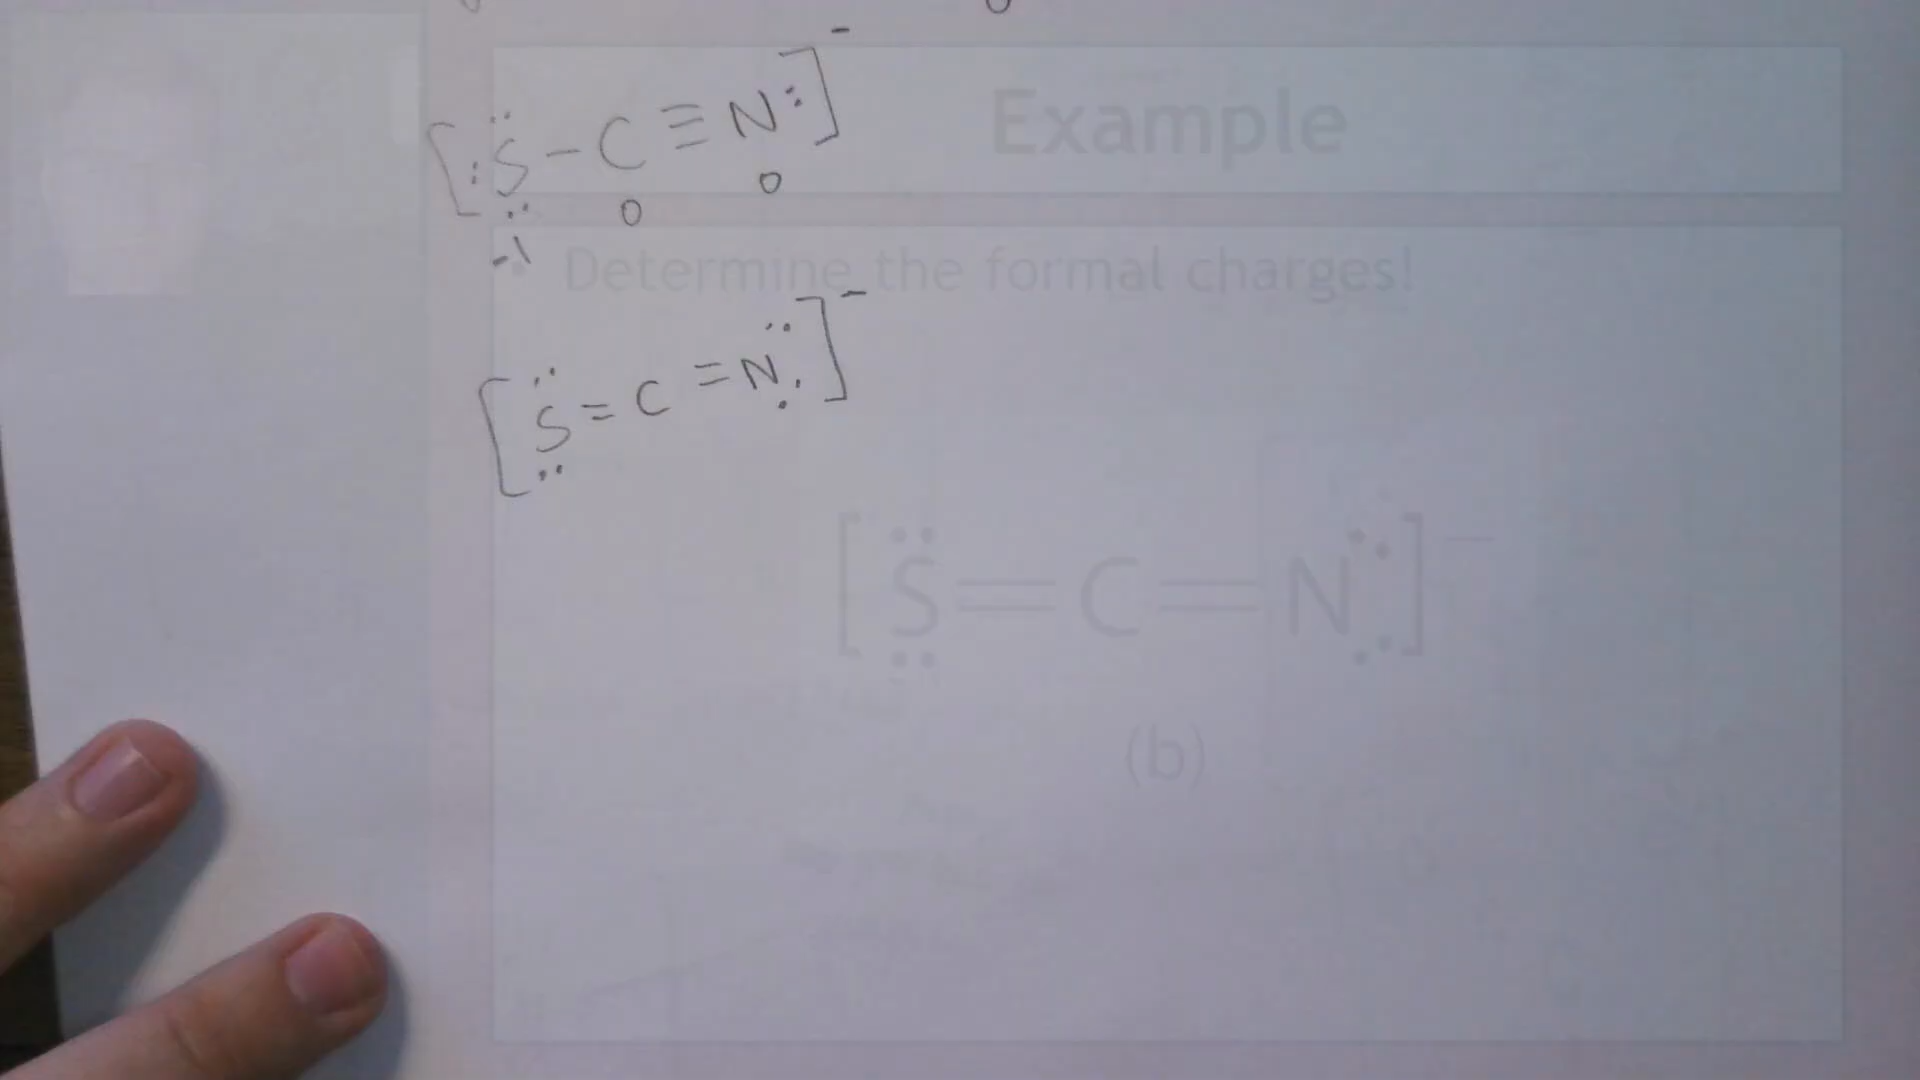 [:S̤̈ - C ≡ N:]⁻
-1 0 0
[S̤̈ = C = N̤̈]⁻
Example
Determine the formal charges!
[S̤̈ = C = N̤̈]⁻
(b)